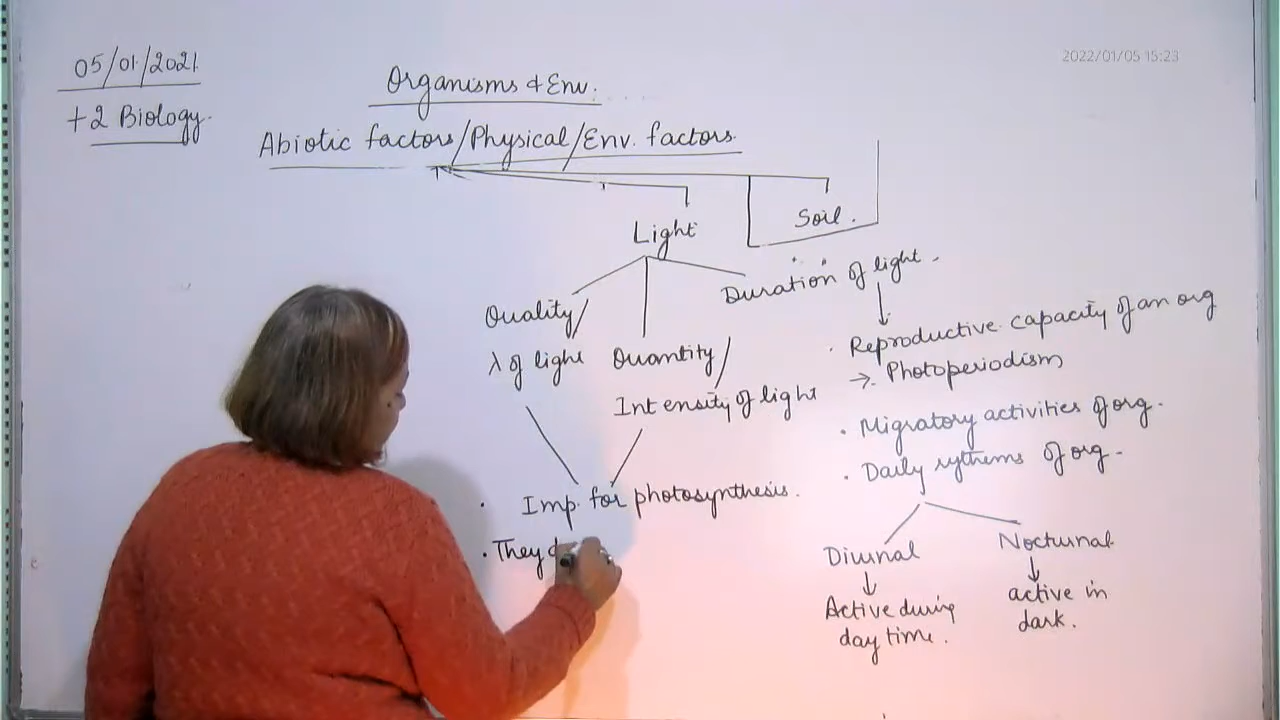 05/01/2021
2022/01/05 15:23
+2 Biology.
Organisms & Env.
Abiotic factors/Physical/Env. factors.
Light
Soil.
Quality/
λ of light
Quantity/
Intensity of light
Duration of light.
· Reproductive capacity of an org
→ Photoperiodism
· Migratory activities of org.
· Daily rythems of org.
· Imp. for photosynthesis.
· They
Diurnal
Active during
day time.
Nocturnal
active in
dark.